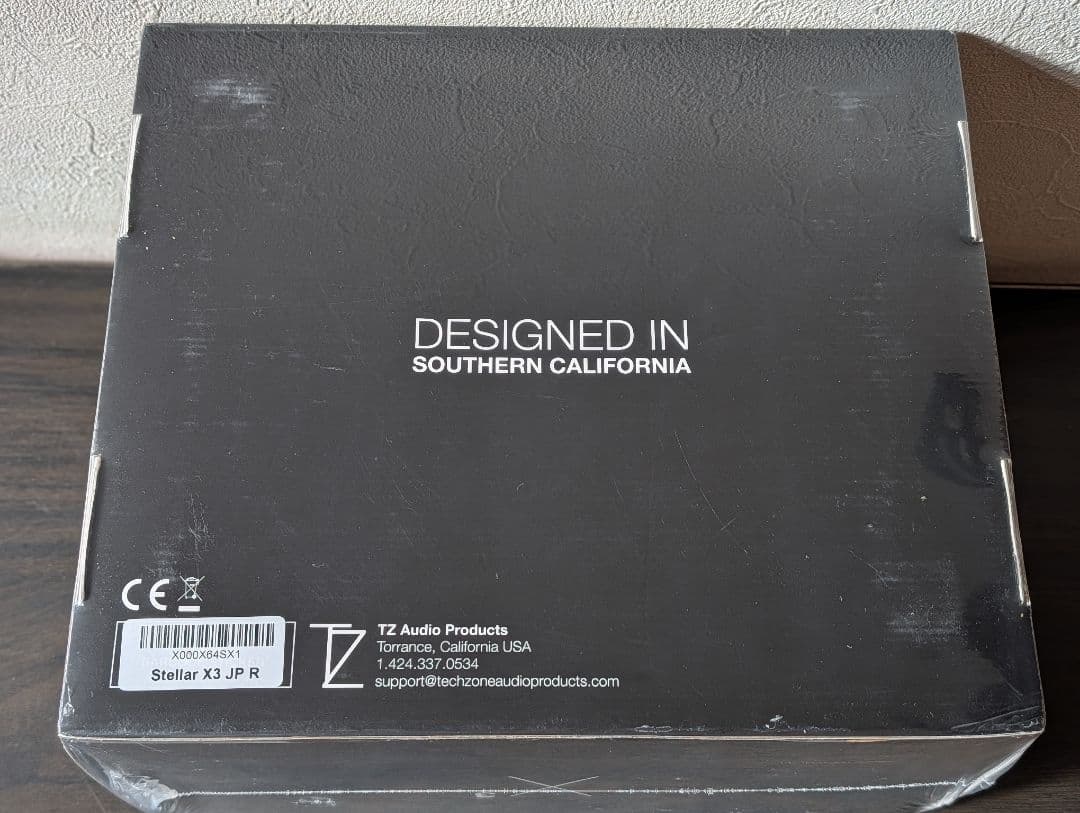 DESIGNED IN
SOUTHERN CALIFORNIA
CE
X000X64SX1
Stellar X3 JP R
TZ
TZ Audio Products
Torrance, California USA
1.424.337.0534
support@techzoneaudioproducts.com